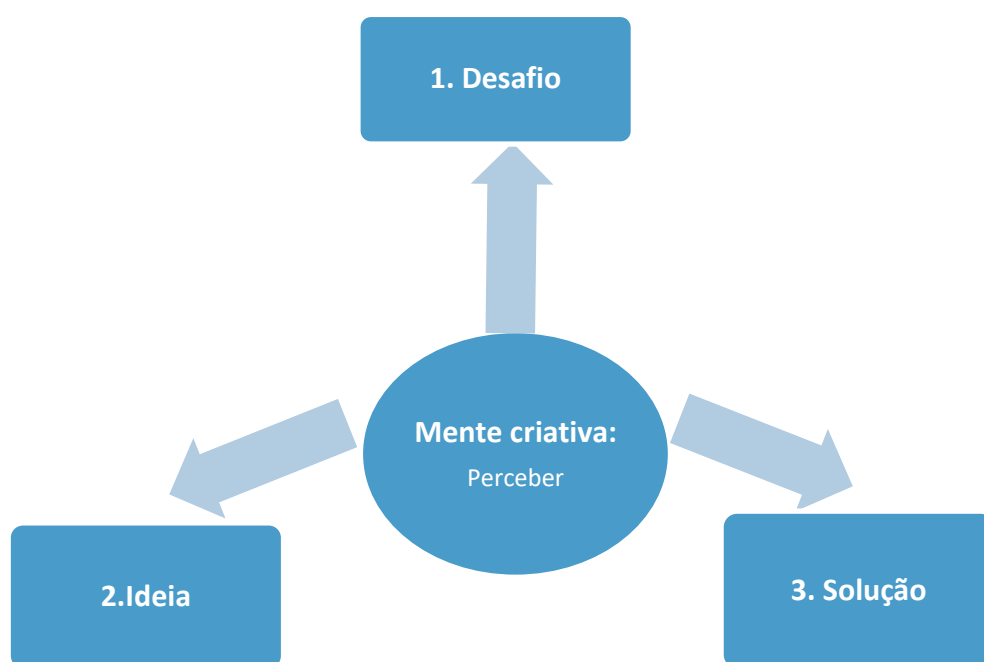 1. Desafio
Mente criativa:
Perceber
2.Ideia
3. Solução